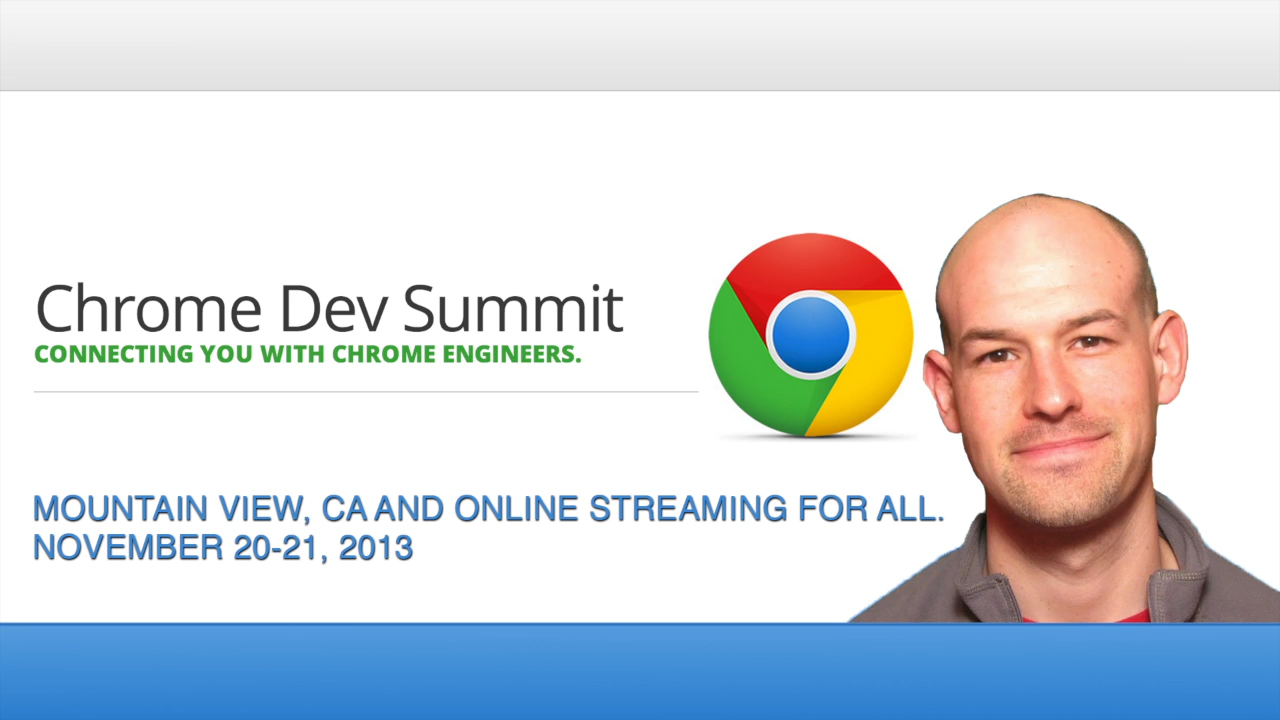 Chrome Dev Summit
CONNECTING YOU WITH CHROME ENGINEERS.
MOUNTAIN VIEW, CA AND ONLINE STREAMING FOR ALL.
NOVEMBER 20-21, 2013